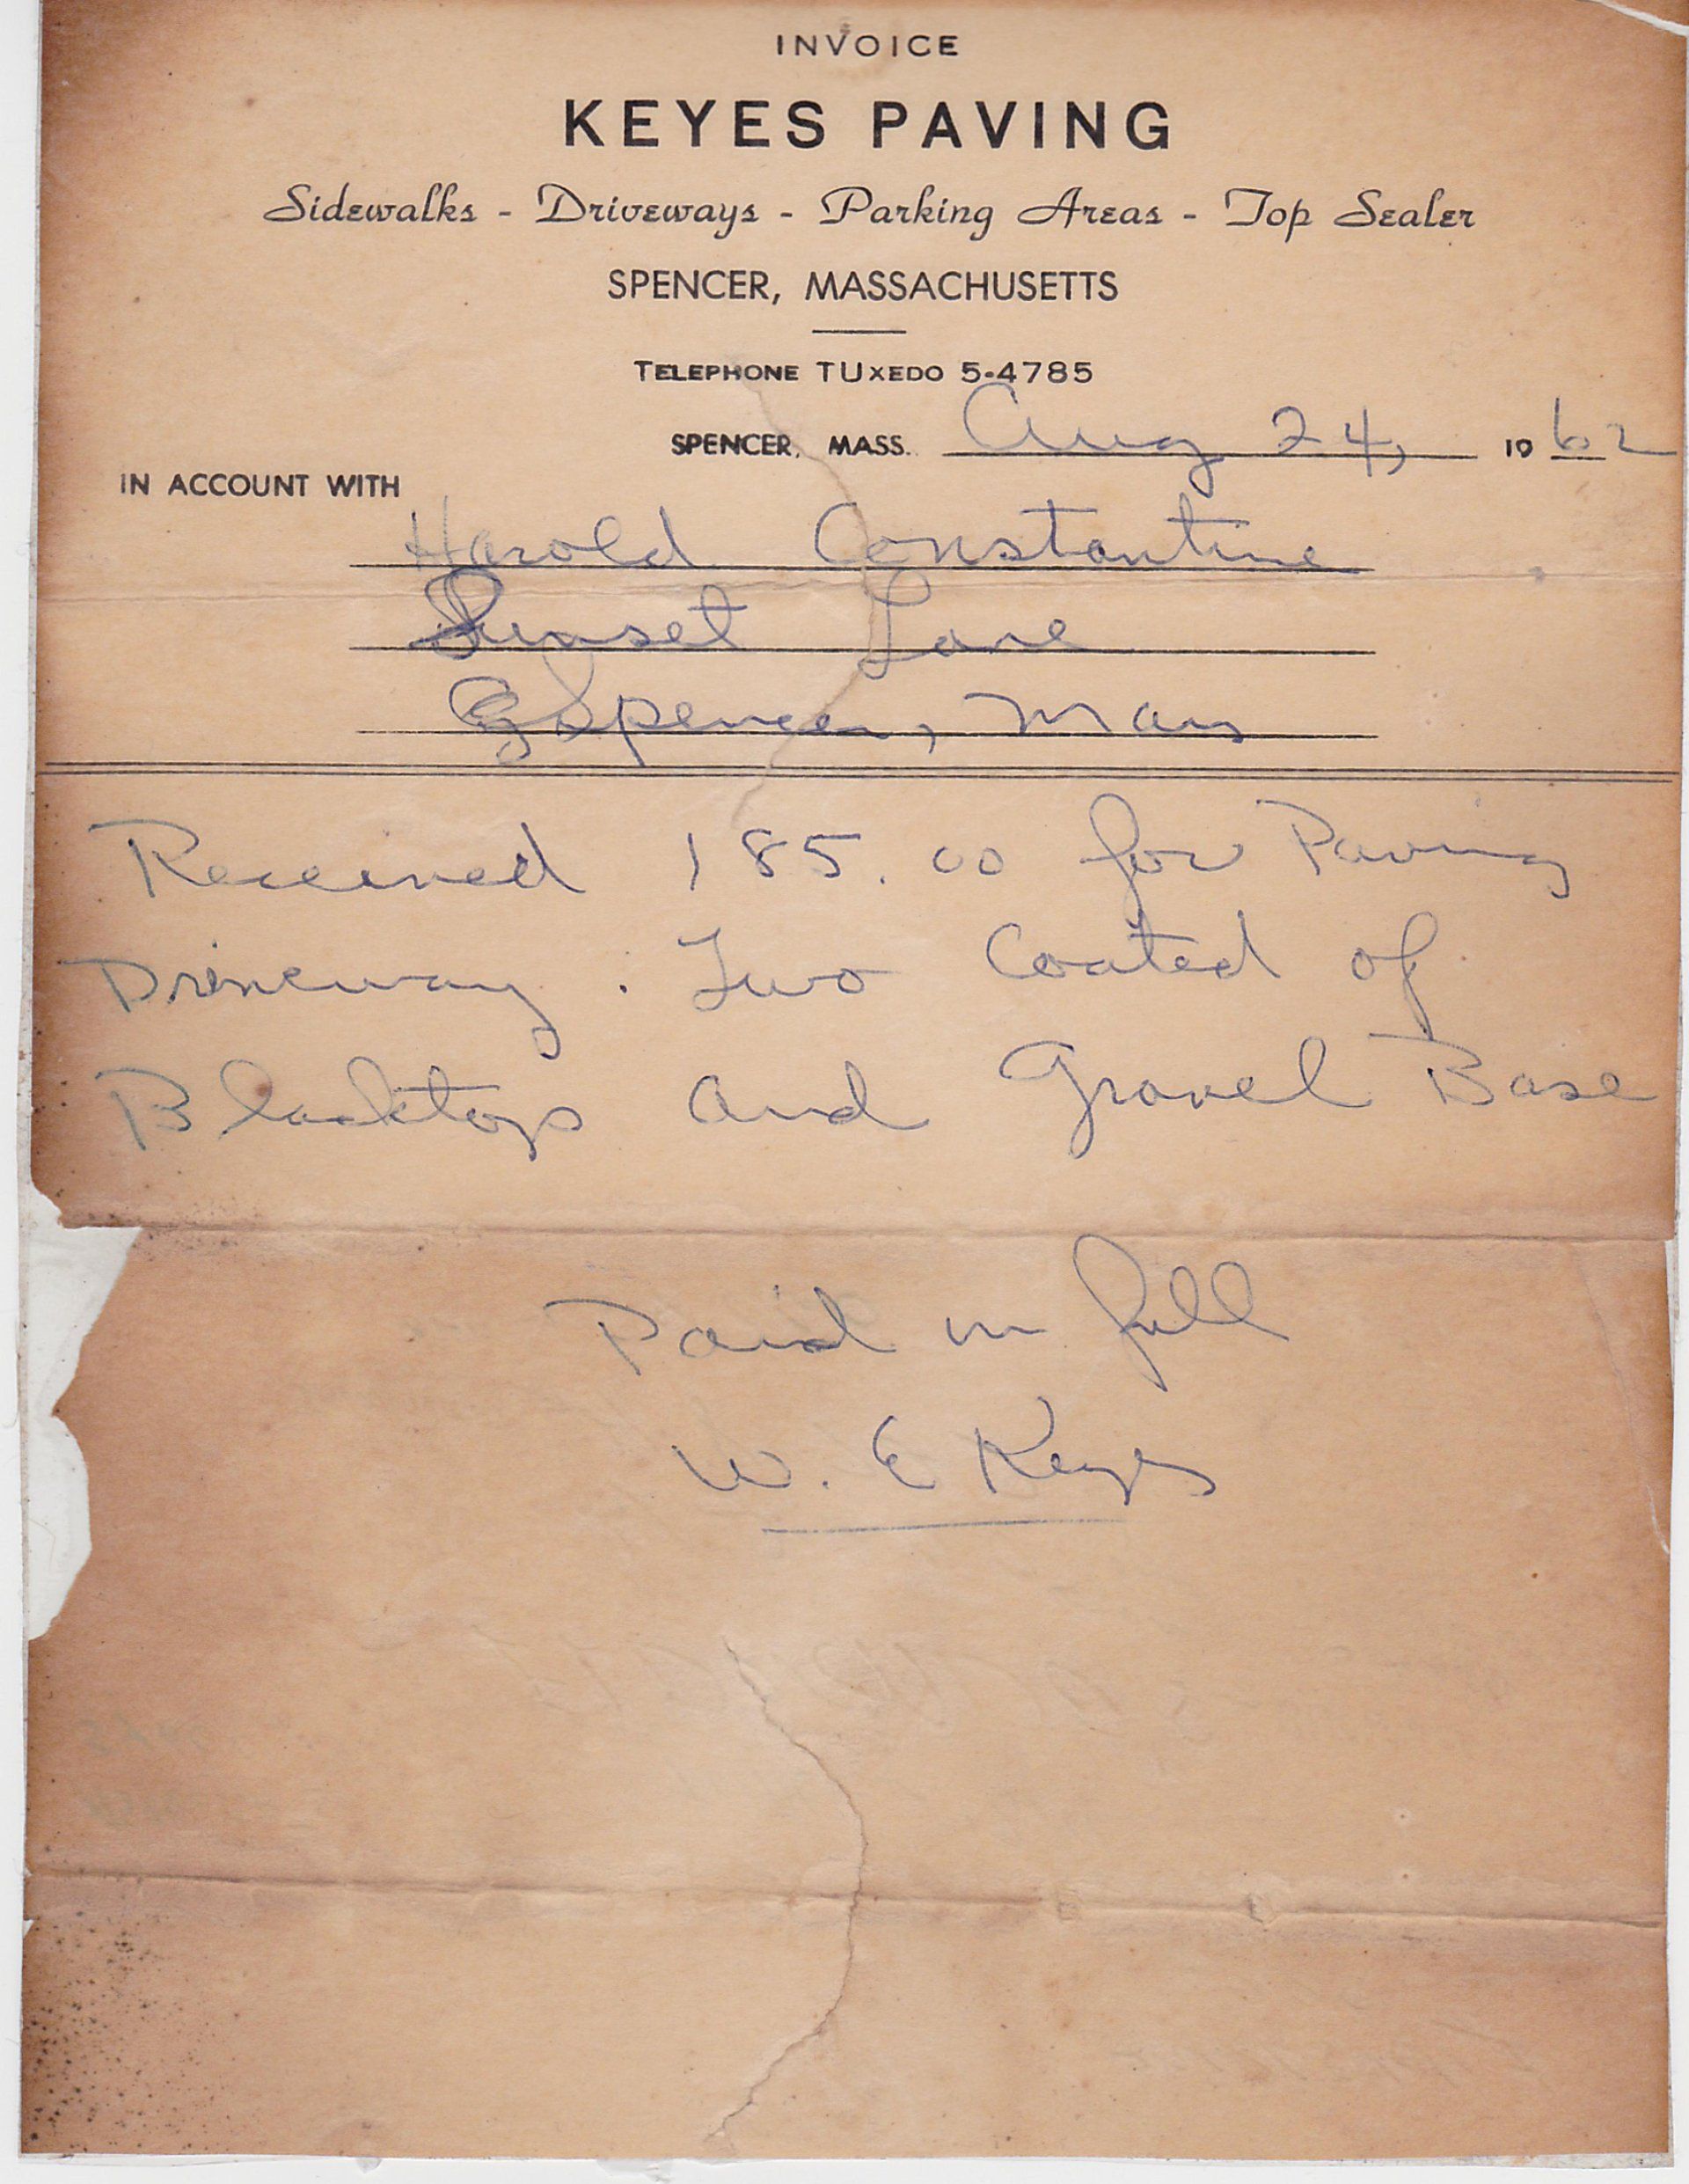 INVOICE
KEYES PAVING
Sidewalks - Driveways - Parking Areas - Top Sealer
SPENCER, MASSACHUSETTS
TELEPHONE TUXEDO 5-4785
SPENCER, MASS. Aug 24, 1962
IN ACCOUNT WITH
Harold Constantine
Sunset Lane
Spencer, Mass
Received 185.00 for Paving
Driveway. Two Coated of
Blacktop and Gravel Base
Paid in full
W. E Keyes